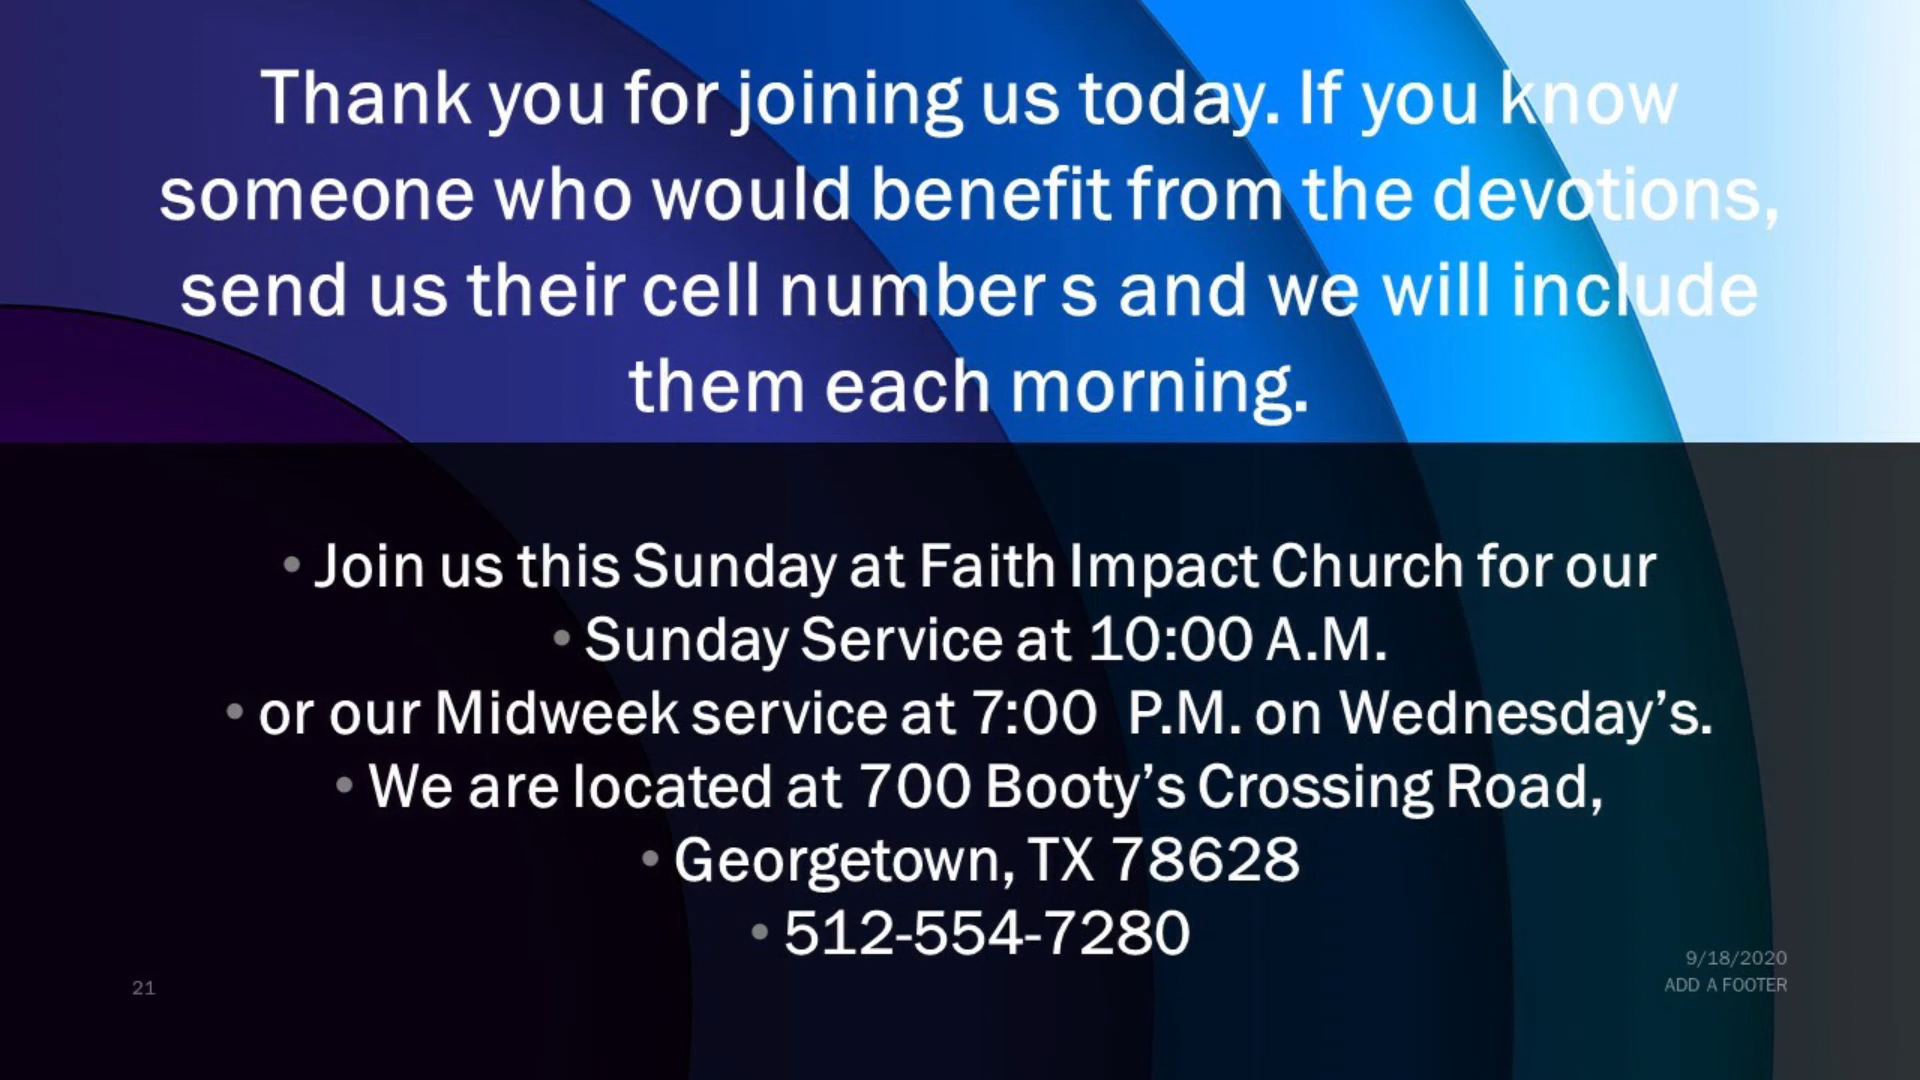 Thank you for joining us today. If you know
someone who would benefit from the devotions,
send us their cell number s and we will include
them each morning.
• Join us this Sunday at Faith Impact Church for our
• Sunday Service at 10:00 A.M.
• or our Midweek service at 7:00 P.M. on Wednesday’s.
• We are located at 700 Booty’s Crossing Road,
• Georgetown, TX 78628
• 512-554-7280
9/18/2020
21
ADD A FOOTER